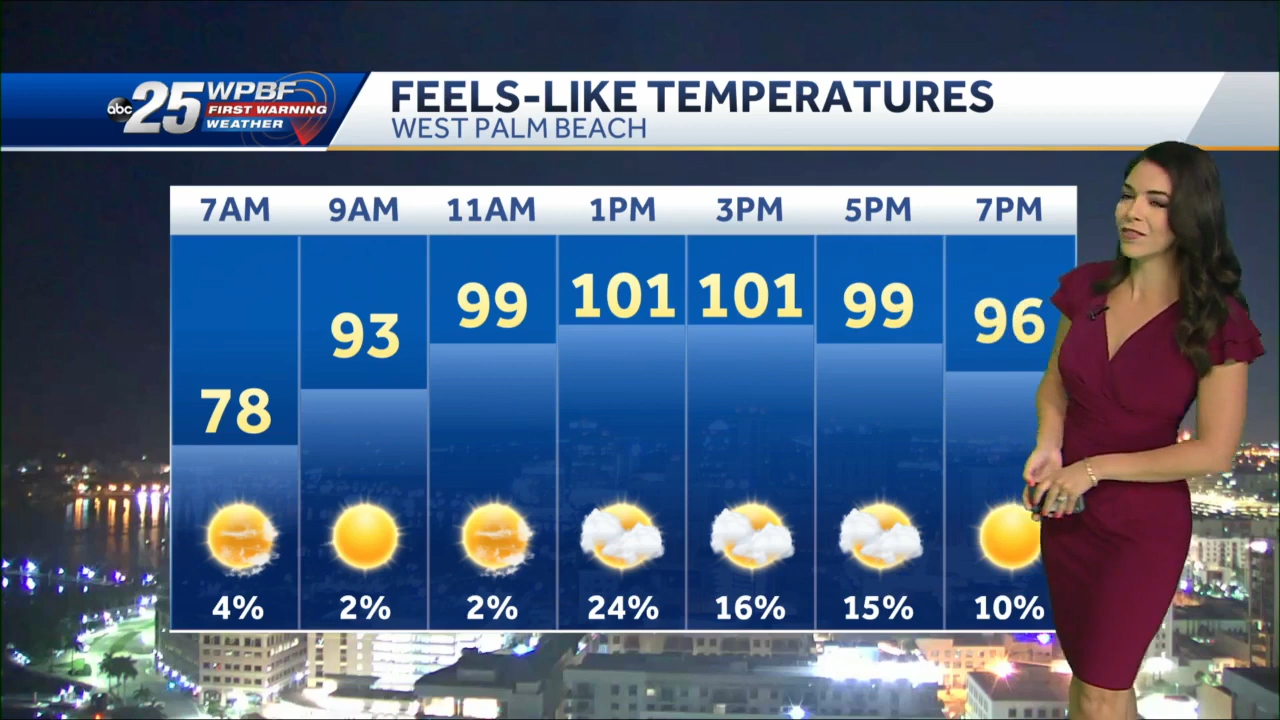 abc 25 WPBF
FIRST WARNING
WEATHER
FEELS-LIKE TEMPERATURES
WEST PALM BEACH
7AM 9AM 11AM 1PM 3PM 5PM 7PM
78 93 99 101 101 99 96
4% 2% 2% 24% 16% 15% 10%